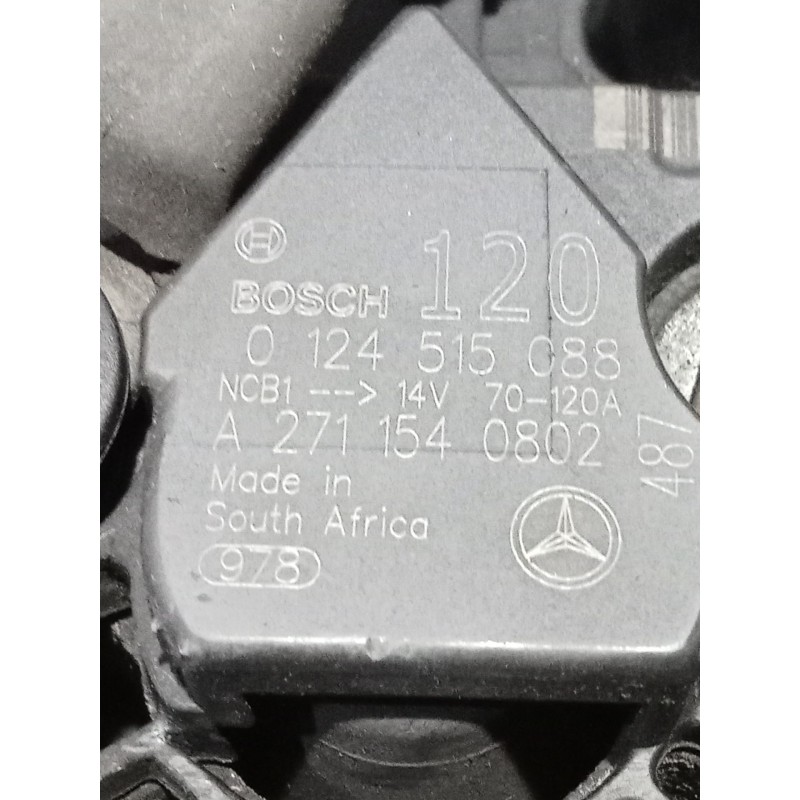 BOSCH 120
0 124 515 088
NCB1 --> 14V 70-120A
A 271 154 0802
487
Made in
South Africa
978